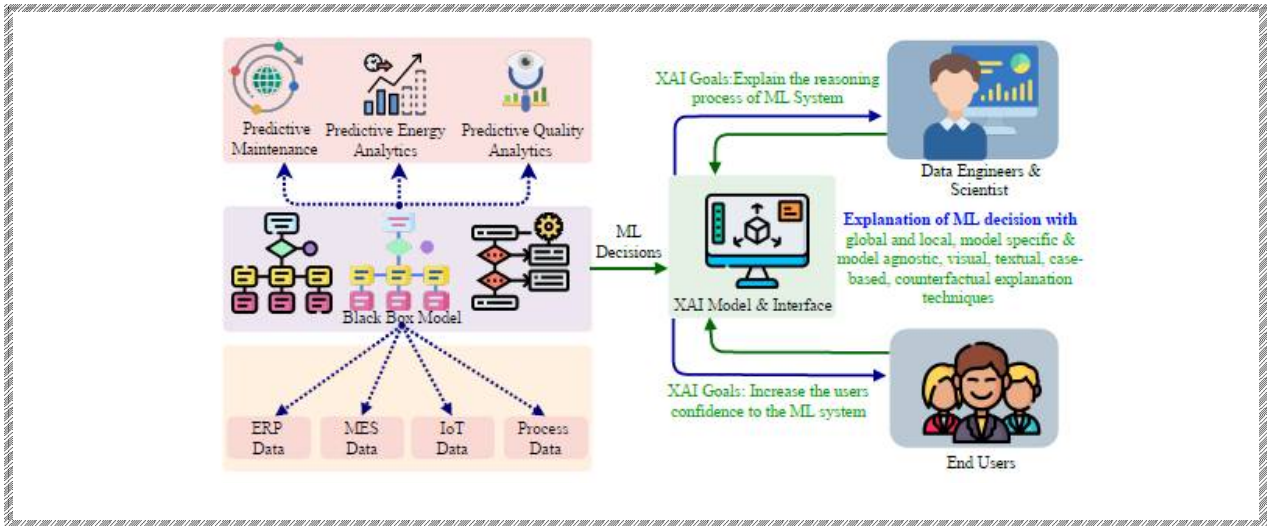 Predictive
Maintenance
Predictive Energy
Analytics
Predictive Quality
Analytics
Black Box Model
ERP
Data
MES
Data
IoT
Data
Process
Data
ML
Decisions
XAI Goals:Explain the reasoning
process of ML System
XAI Model & Interface
XAI Goals: Increase the users
confidence to the ML system
Data Engineers &
Scientist
Explanation of ML decision with
global and local, model specific &
model agnostic, visual, textual, case-
based, counterfactual explanation
techniques
End Users